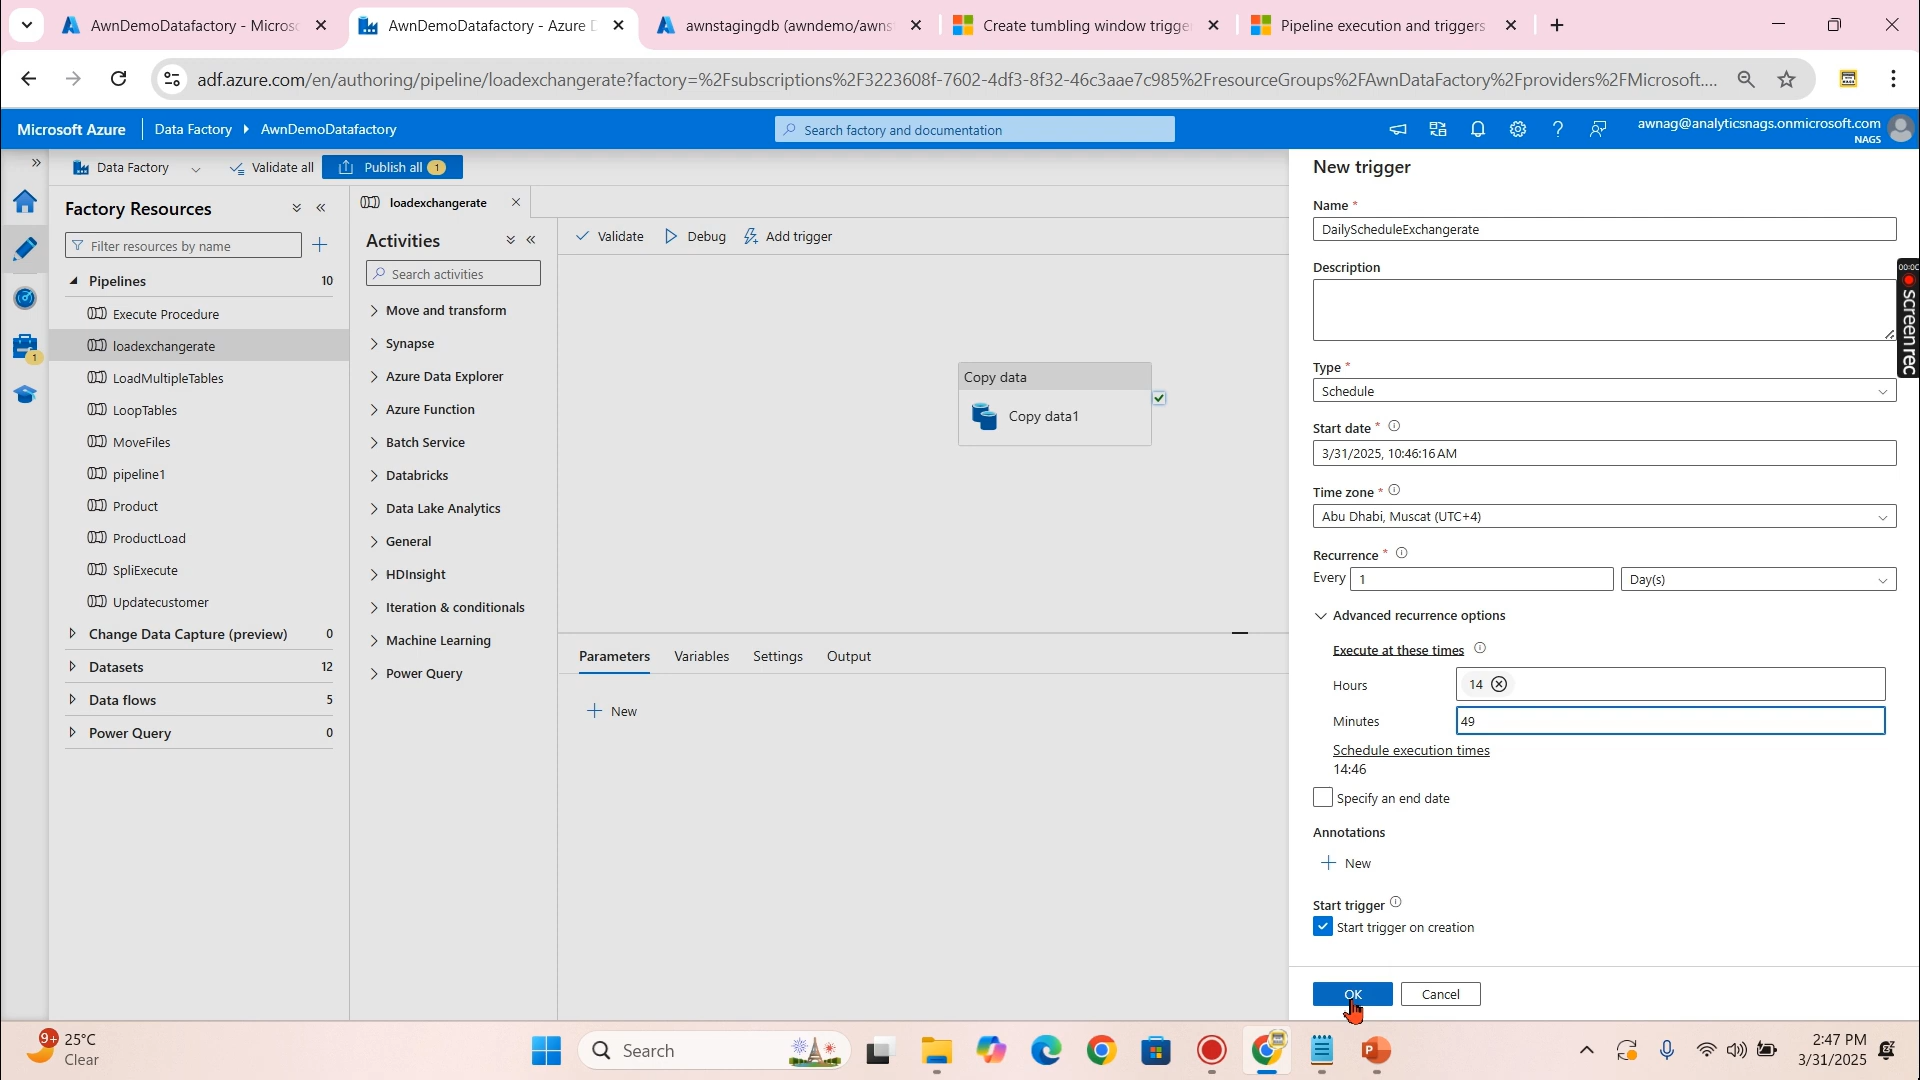 AwnDemoDatafactory - Micros
AwnDemoDatafactory - Azure D
awnstagingdb (awndemo/awns
Create tumbling window trigge
Pipeline execution and triggers
adf.azure.com/en/authoring/pipeline/loadexchangerate?factory=%2Fsubscriptions%2F3223608f-7602-4df3-8f32-46c3aae7c985%2FresourceGroups%2FAwnDataFactory%2Fproviders%2FMicrosoft....
Microsoft Azure
Data Factory
AwnDemoDatafactory
Search factory and documentation
awnag@analyticsnags.onmicrosoft.com
NAGS
Data Factory
Validate all
Publish all 1
Factory Resources
Filter resources by name
Pipelines 10
Execute Procedure
loadexchangerate
LoadMultipleTables
LoopTables
MoveFiles
pipeline1
Product
ProductLoad
SpliExecute
Updatecustomer
Change Data Capture (preview) 0
Datasets 12
Data flows 5
Power Query 0
1
loadexchangerate
Activities
Search activities
Move and transform
Synapse
Azure Data Explorer
Azure Function
Batch Service
Databricks
Data Lake Analytics
General
HDInsight
Iteration & conditionals
Machine Learning
Power Query
Validate
Debug
Add trigger
Copy data
Copy data1
Parameters
Variables
Settings
Output
New
New trigger
Name *
DailyScheduleExchangerate
Description
Type *
Schedule
Start date *
3/31/2025, 10:46:16 AM
Time zone *
Abu Dhabi, Muscat (UTC+4)
Recurrence *
Every 1 Day(s)
Advanced recurrence options
Execute at these times
Hours 14
Minutes 49
Schedule execution times
14:46
Specify an end date
Annotations
New
Start trigger
Start trigger on creation
OK
Cancel
screen rec
9+
25°C
Clear
Search
2:47 PM
3/31/2025